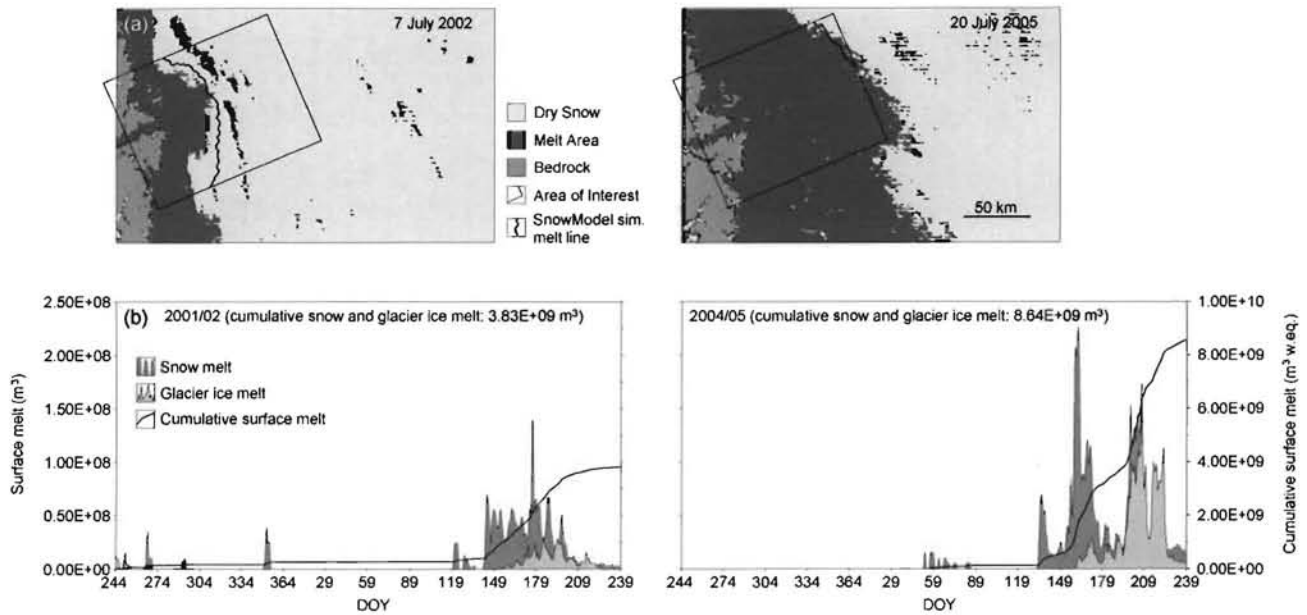 (a)
7 July 2002
20 July 2005
Dry Snow
Melt Area
Bedrock
Area of Interest
SnowModel sim.
melt line
50 km
(b)
2001/02 (cumulative snow and glacier ice melt: 3.83E+09 m³)
2004/05 (cumulative snow and glacier ice melt: 8.64E+09 m³)
Snow melt
Glacier ice melt
Cumulative surface melt
Surface melt (m³)
2.50E+08
2.00E+08
1.50E+08
1.00E+08
0.50E+08
0.00E+00
244 274 304 334 364 29 59 89 119 149 179 209 239
DOY
244 274 304 334 364 29 59 89 119 149 179 209 239
DOY
1.00E+10
8.00E+09
6.00E+09
4.00E+09
2.00E+09
0.00E+00
Cumulative surface melt (m³ w.eq.)